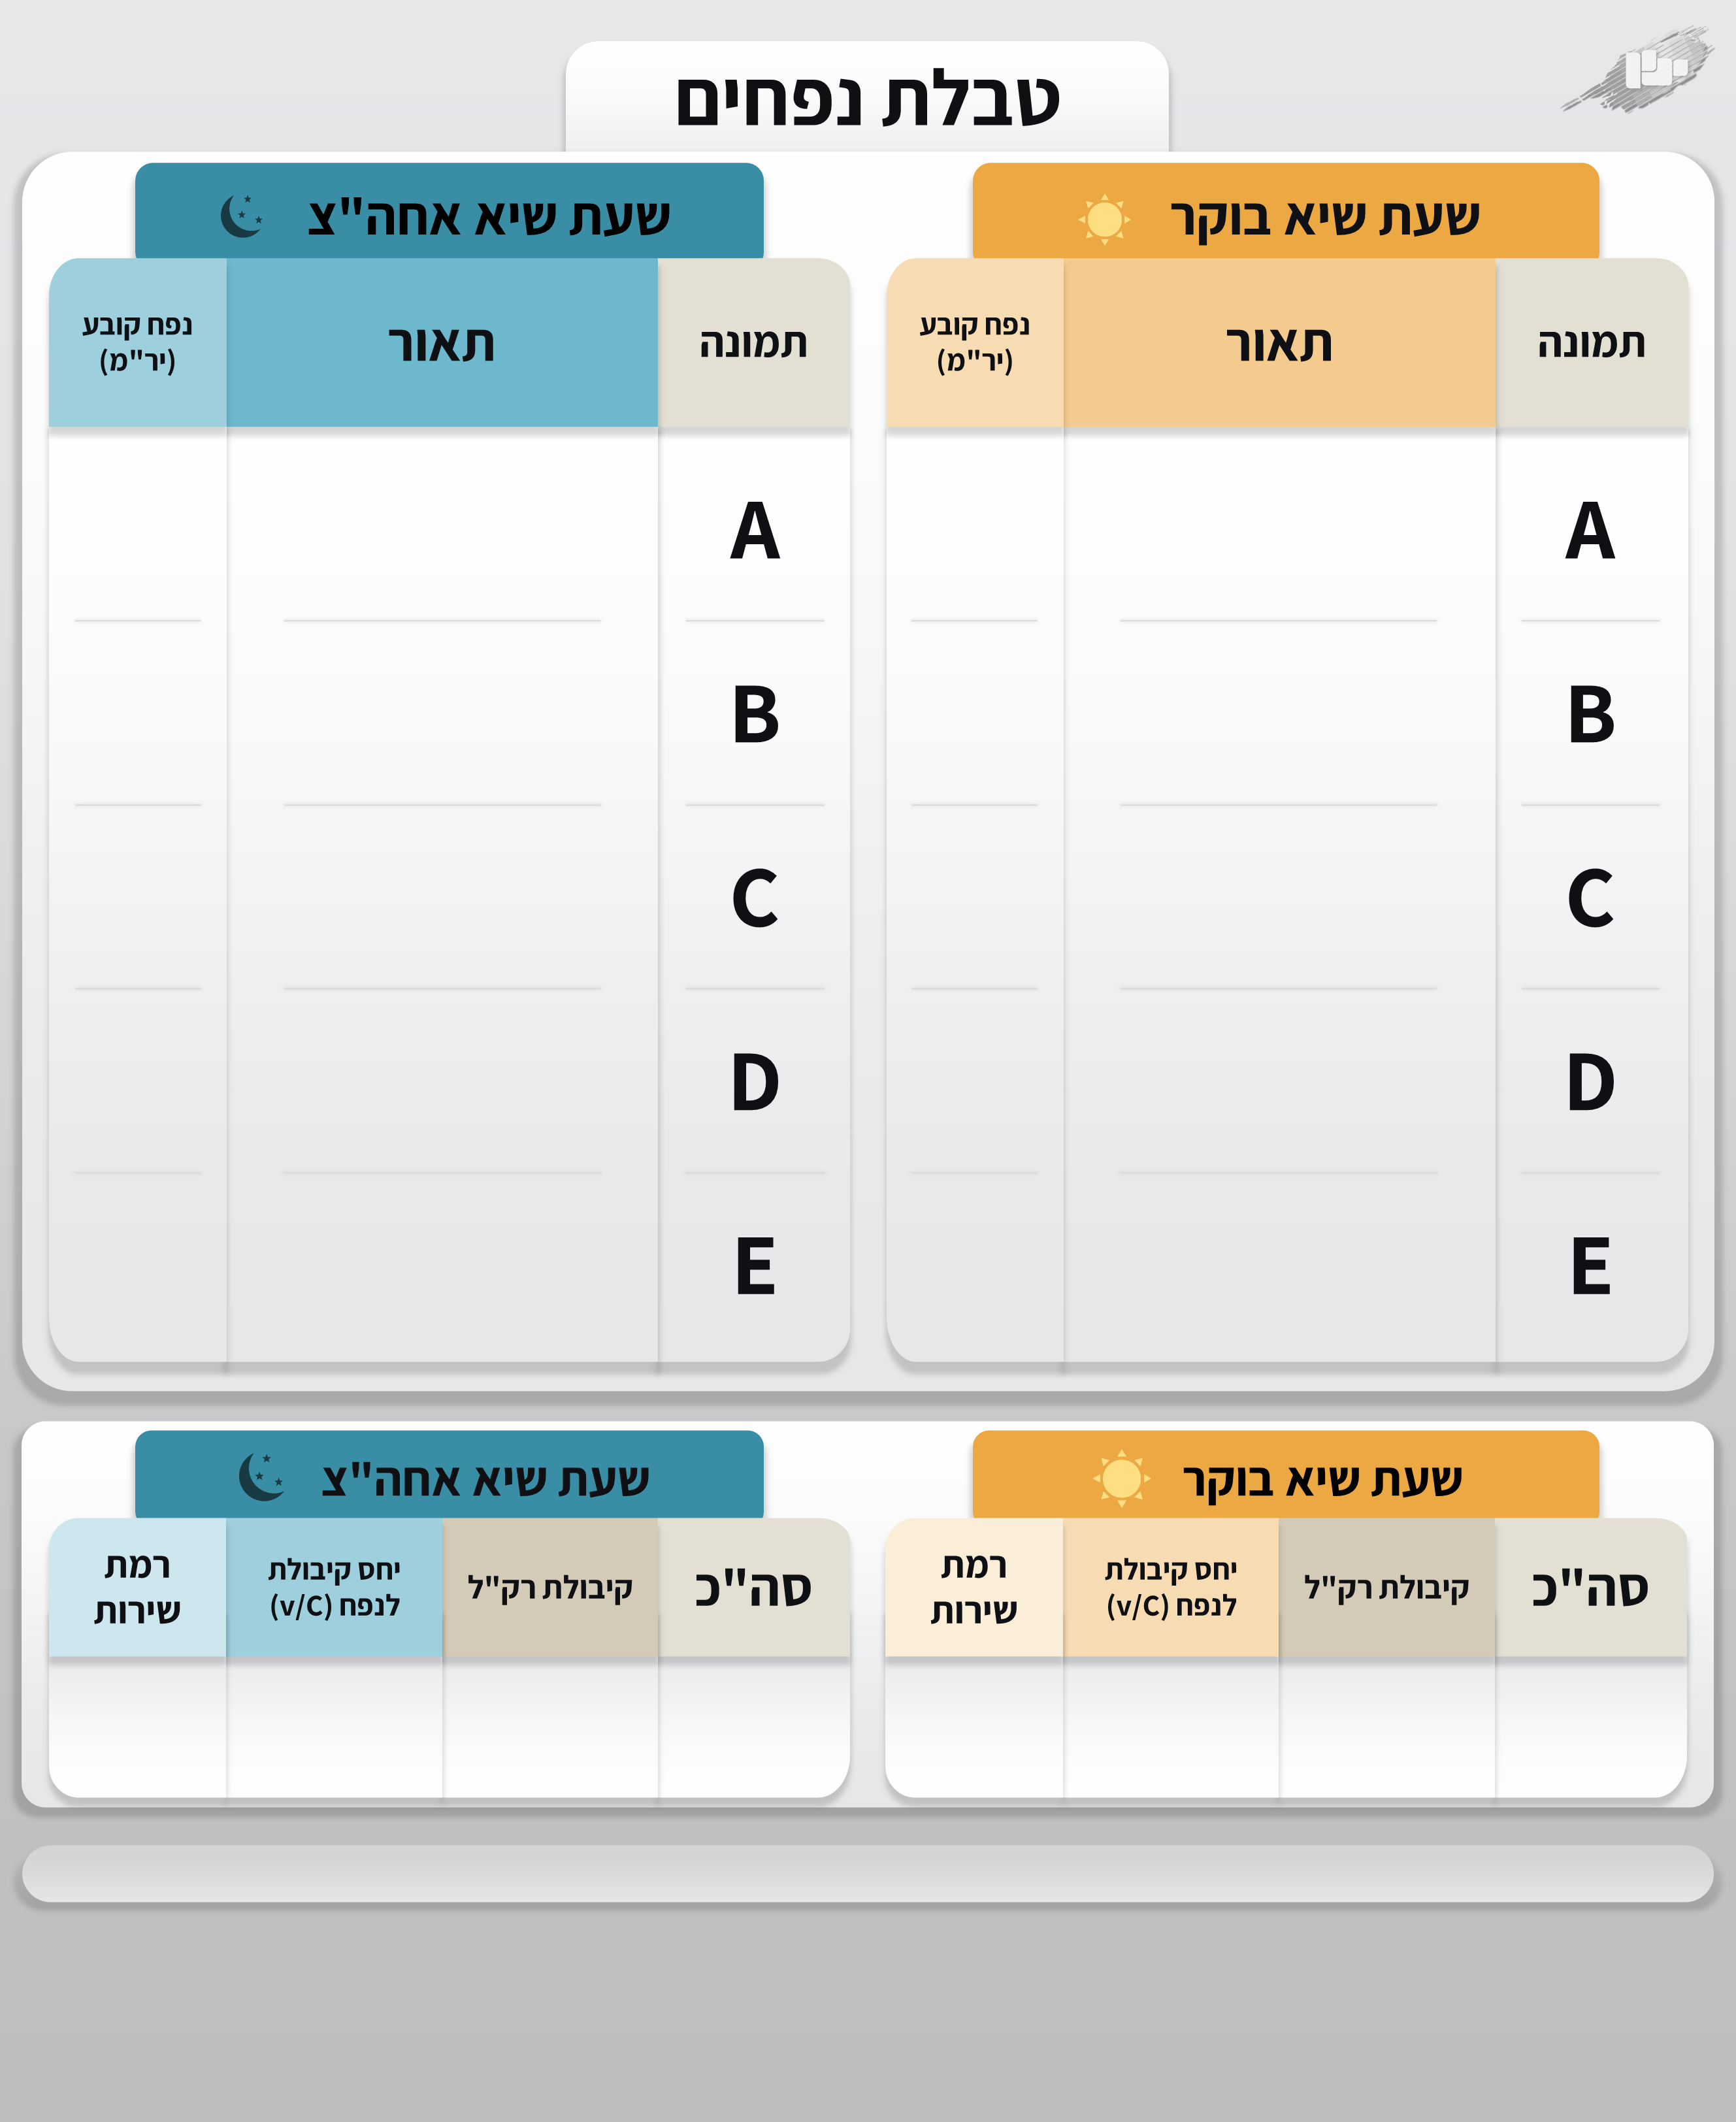 טבלת נפחים
שעת שיא בוקר
תמונה
תאור
נפח קובע
(יר"מ)
A
B
C
D
E
שעת שיא אחה"צ
תמונה
תאור
נפח קובע
(יר"מ)
A
B
C
D
E
שעת שיא בוקר
סה"כ
קיבולת רק"ל
יחס קיבולת
לנפח (v/C)
רמת
שירות
שעת שיא אחה"צ
סה"כ
קיבולת רק"ל
יחס קיבולת
לנפח (v/C)
רמת
שירות